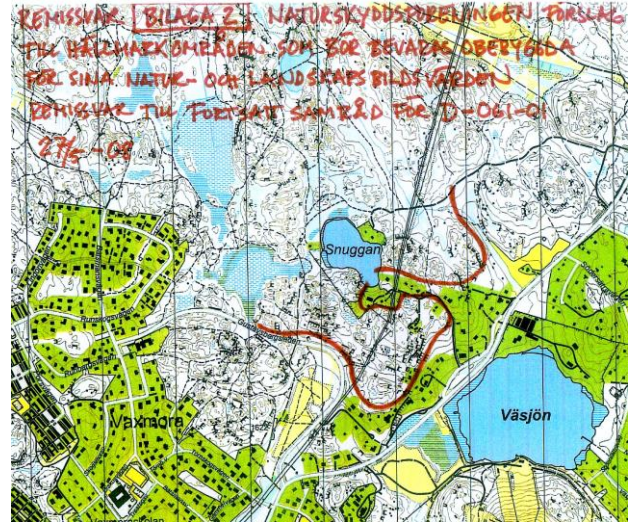 REMISSVAR BILAGA 2 NATURSKYDDSFÖRENINGEN FÖRSLAG
TILL HÄLLMARKOMRÅDEN SOM BÖR BEVARAS OBEBYGGDA
FÖR SINA NATUR- OCH LANDSKAPSBILDSVÄRDEN
REMISSVAR TILL FORTSATT SAMRÅD FÖR D-061-01
27/5-08
Snuggan
Runskogsvägen
Väsjön
Vaxmora